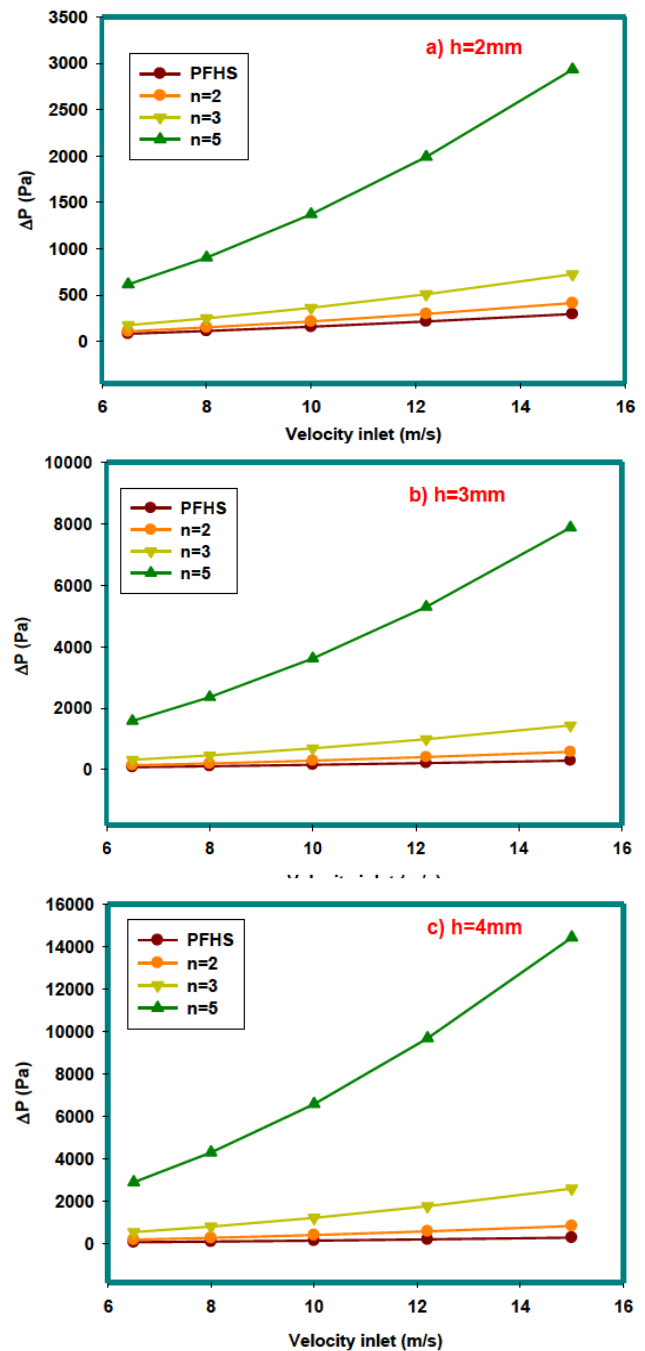 3500
a) h=2mm
3000
PFHS
n=2
2500
n=3
n=5
2000
ΔP (Pa)
1500
1000
500
0
6 8 10 12 14 16
Velocity inlet (m/s)
10000
b) h=3mm
PFHS
8000
n=2
n=3
n=5
6000
ΔP (Pa)
4000
2000
0
6 8 10 12 14 16
Velocity inlet (m/s)
16000
c) h=4mm
PFHS
14000
n=2
n=3
12000
n=5
10000
ΔP (Pa)
8000
6000
4000
2000
0
6 8 10 12 14 16
Velocity inlet (m/s)